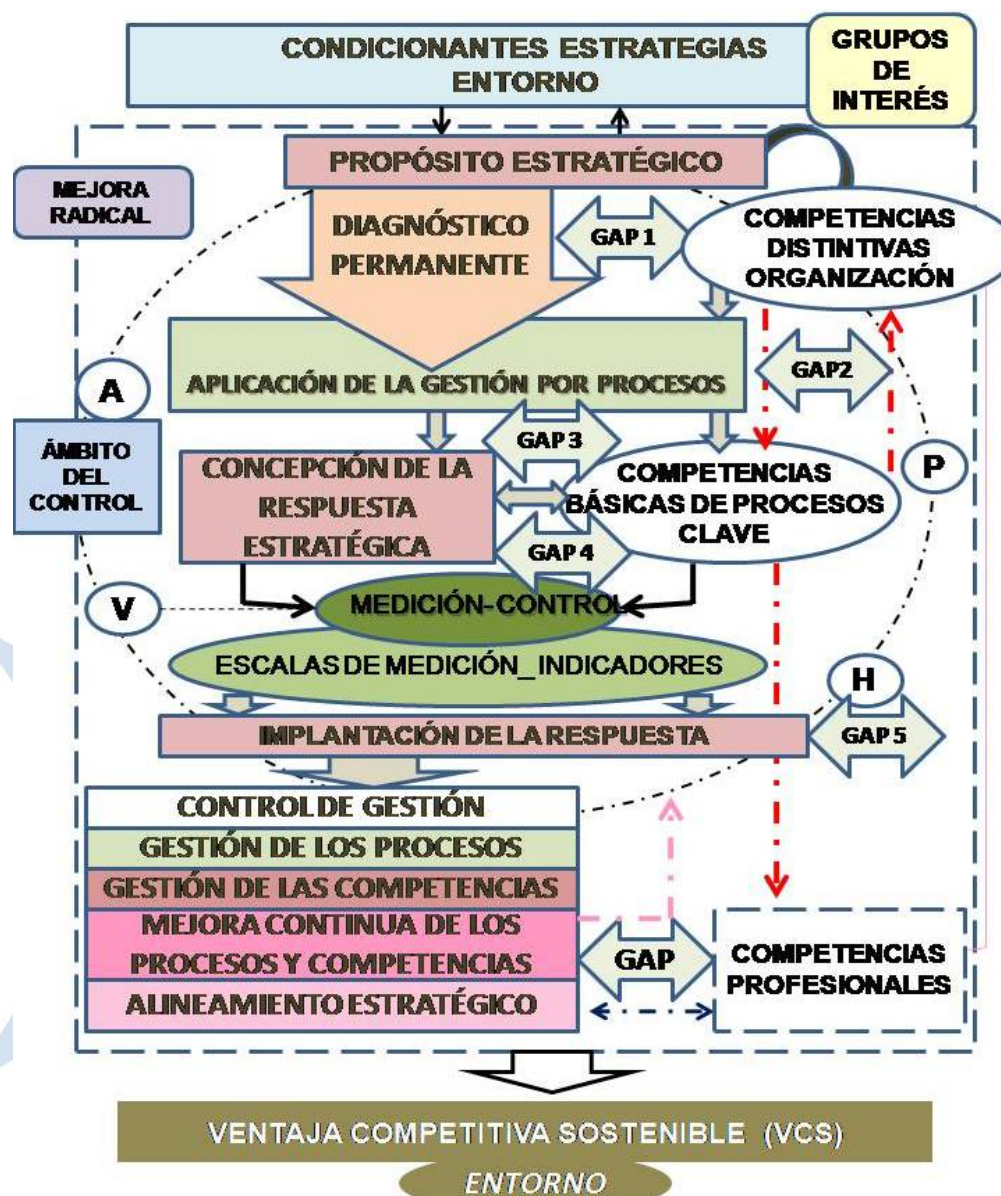 CONDICIONANTES ESTRATEGIAS
ENTORNO
GRUPOS
DE
INTERÉS
PROPÓSITO ESTRATÉGICO
MEJORA
RADICAL
DIAGNÓSTICO
PERMANENTE
GAP 1
COMPETENCIAS
DISTINTIVAS
ORGANIZACIÓN
APLICACIÓN DE LA GESTIÓN POR PROCESOS
GAP2
A
ÁMBITO
DEL
CONTROL
GAP 3
P
CONCEPCIÓN DE LA
RESPUESTA
ESTRATÉGICA
COMPETENCIAS
BÁSICAS DE PROCESOS
CLAVE
GAP 4
V
MEDICIÓN-CONTROL
ESCALAS DE MEDICIÓN_INDICADORES
H
IMPLANTACIÓN DE LA RESPUESTA
GAP 5
CONTROL DE GESTIÓN
GESTIÓN DE LOS PROCESOS
GESTIÓN DE LAS COMPETENCIAS
MEJORA CONTINUA DE LOS
PROCESOS Y COMPETENCIAS
GAP
COMPETENCIAS
PROFESIONALES
ALINEAMIENTO ESTRATÉGICO
VENTAJA COMPETITIVA SOSTENIBLE (VCS)
ENTORNO